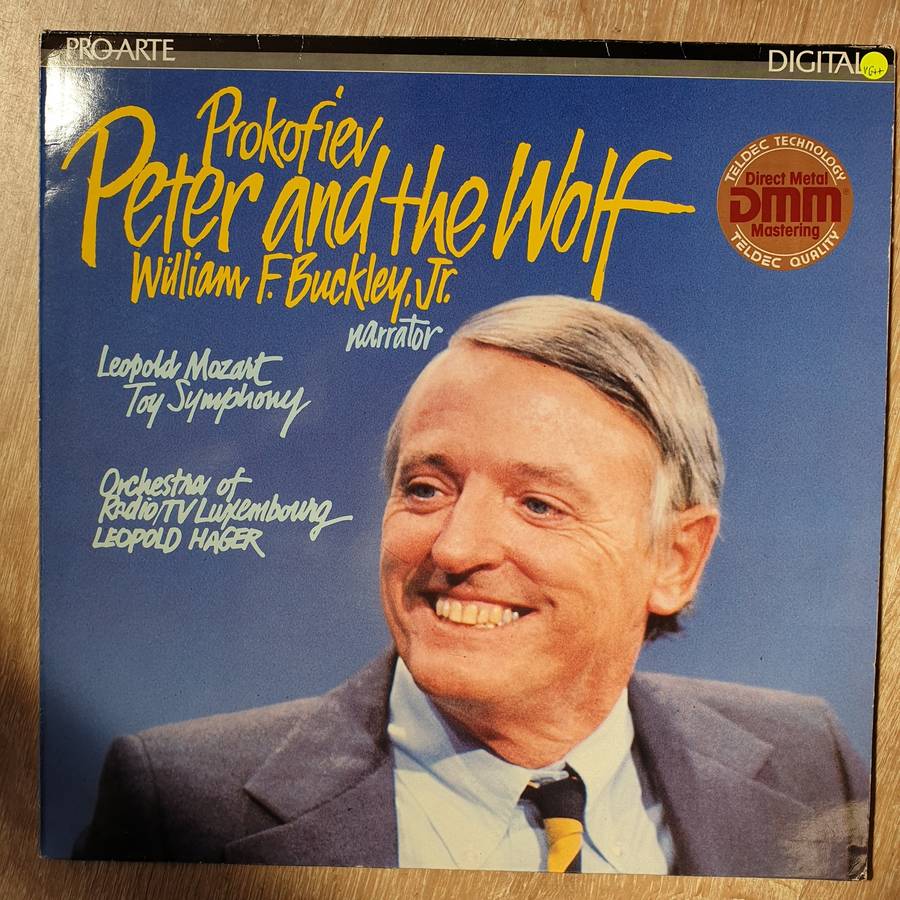 PRO-ARTE
DIGITAL
VG++
Prokofiev
Peter and the Wolf
William F. Buckley, Jr.
narrator
TELDEC TECHNOLOGY
Direct Metal
DMM®
Mastering
TELDEC QUALITY
Leopold Mozart
Toy Symphony
Orchestra of
Radio/TV Luxembourg
LEOPOLD HAGER